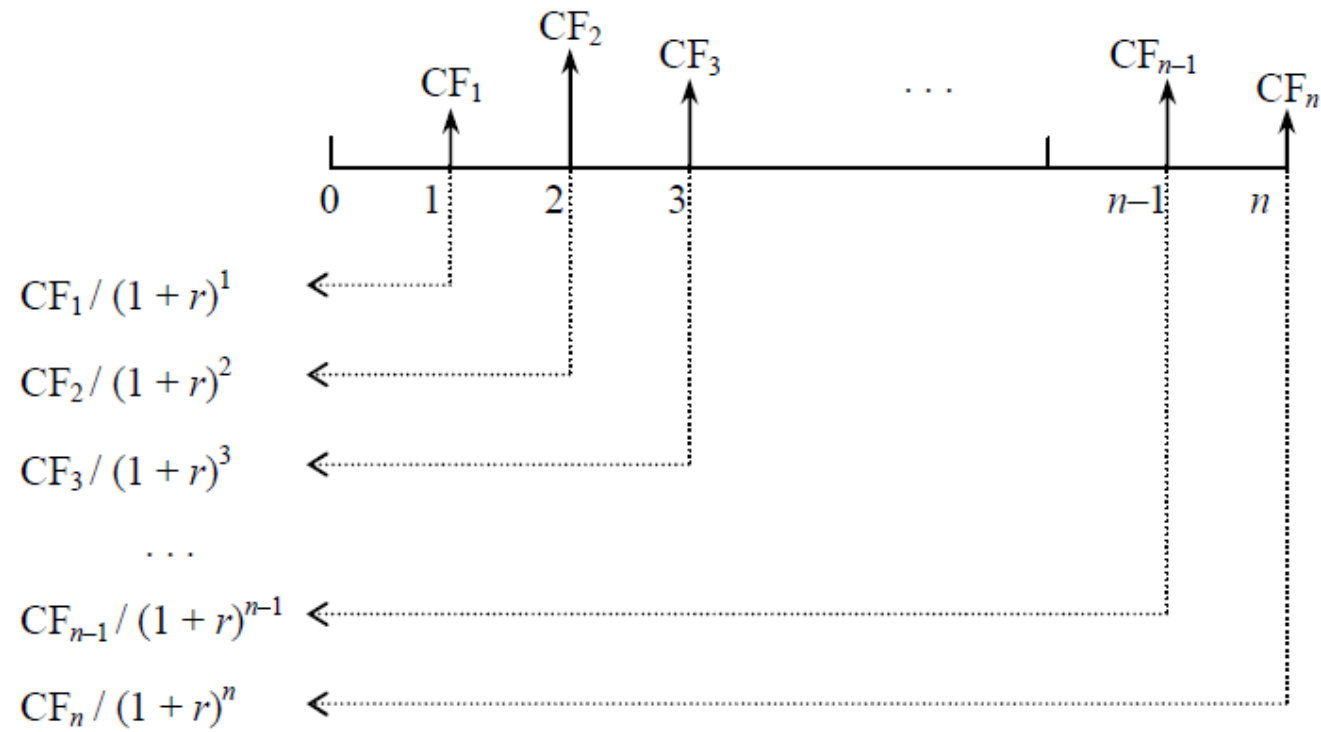 CF₁ CF₂ CF₃ . . . CFₙ₋₁ CFₙ
0 1 2 3 n–1 n
CF₁ / (1 + r)¹
CF₂ / (1 + r)²
CF₃ / (1 + r)³
. . .
CFₙ₋₁ / (1 + r)ⁿ⁻¹
CFₙ / (1 + r)ⁿ